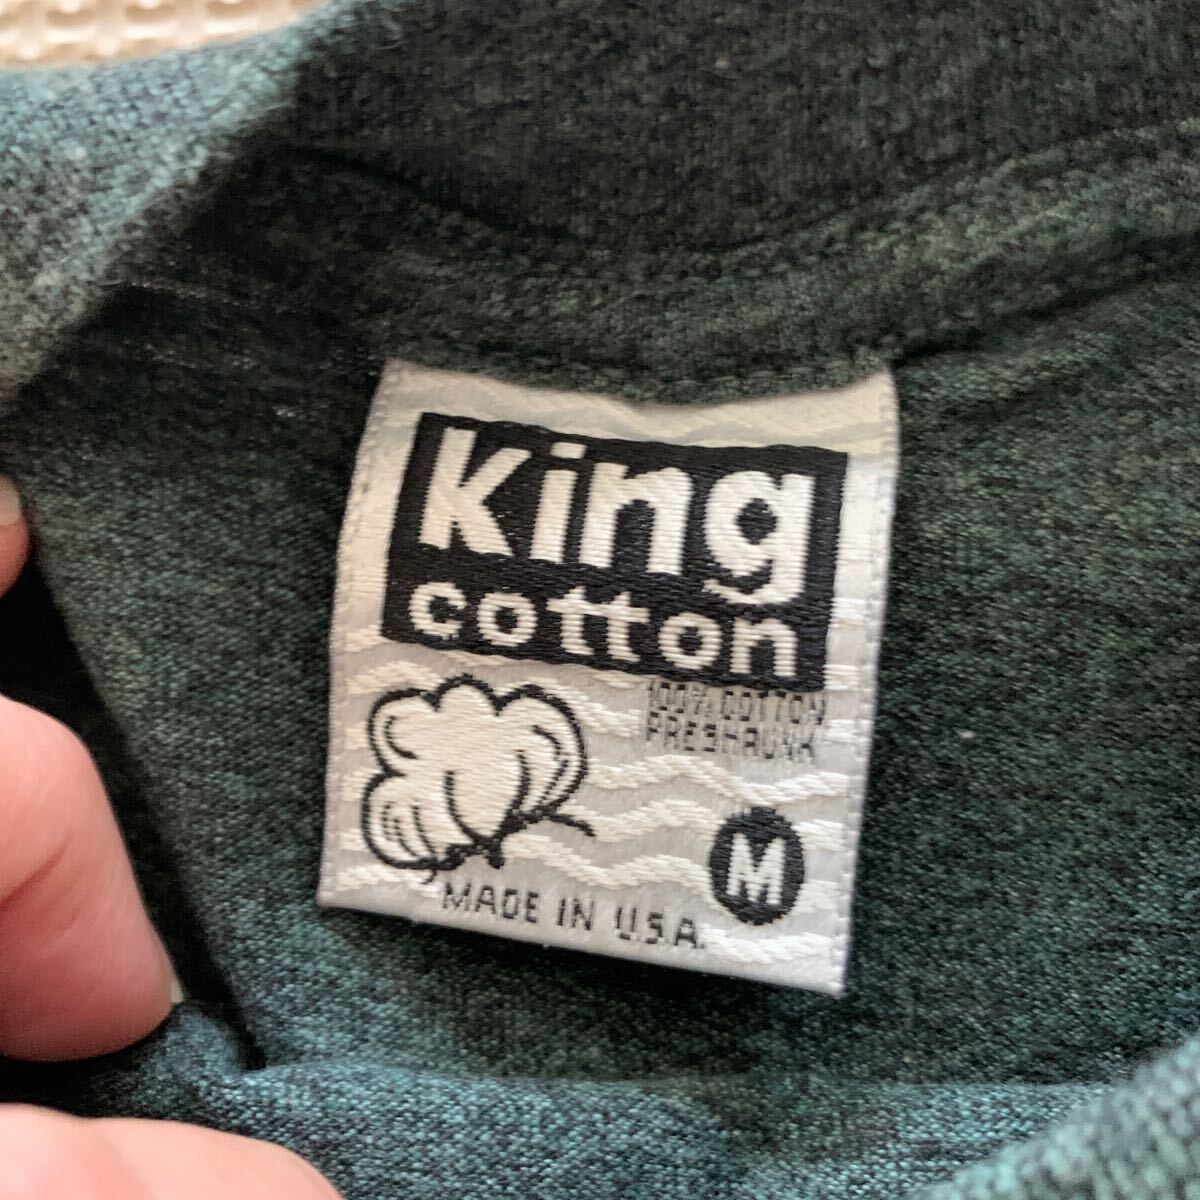 King
cotton
100% COTTON
PRESHRUNK
M
MADE IN U.S.A.